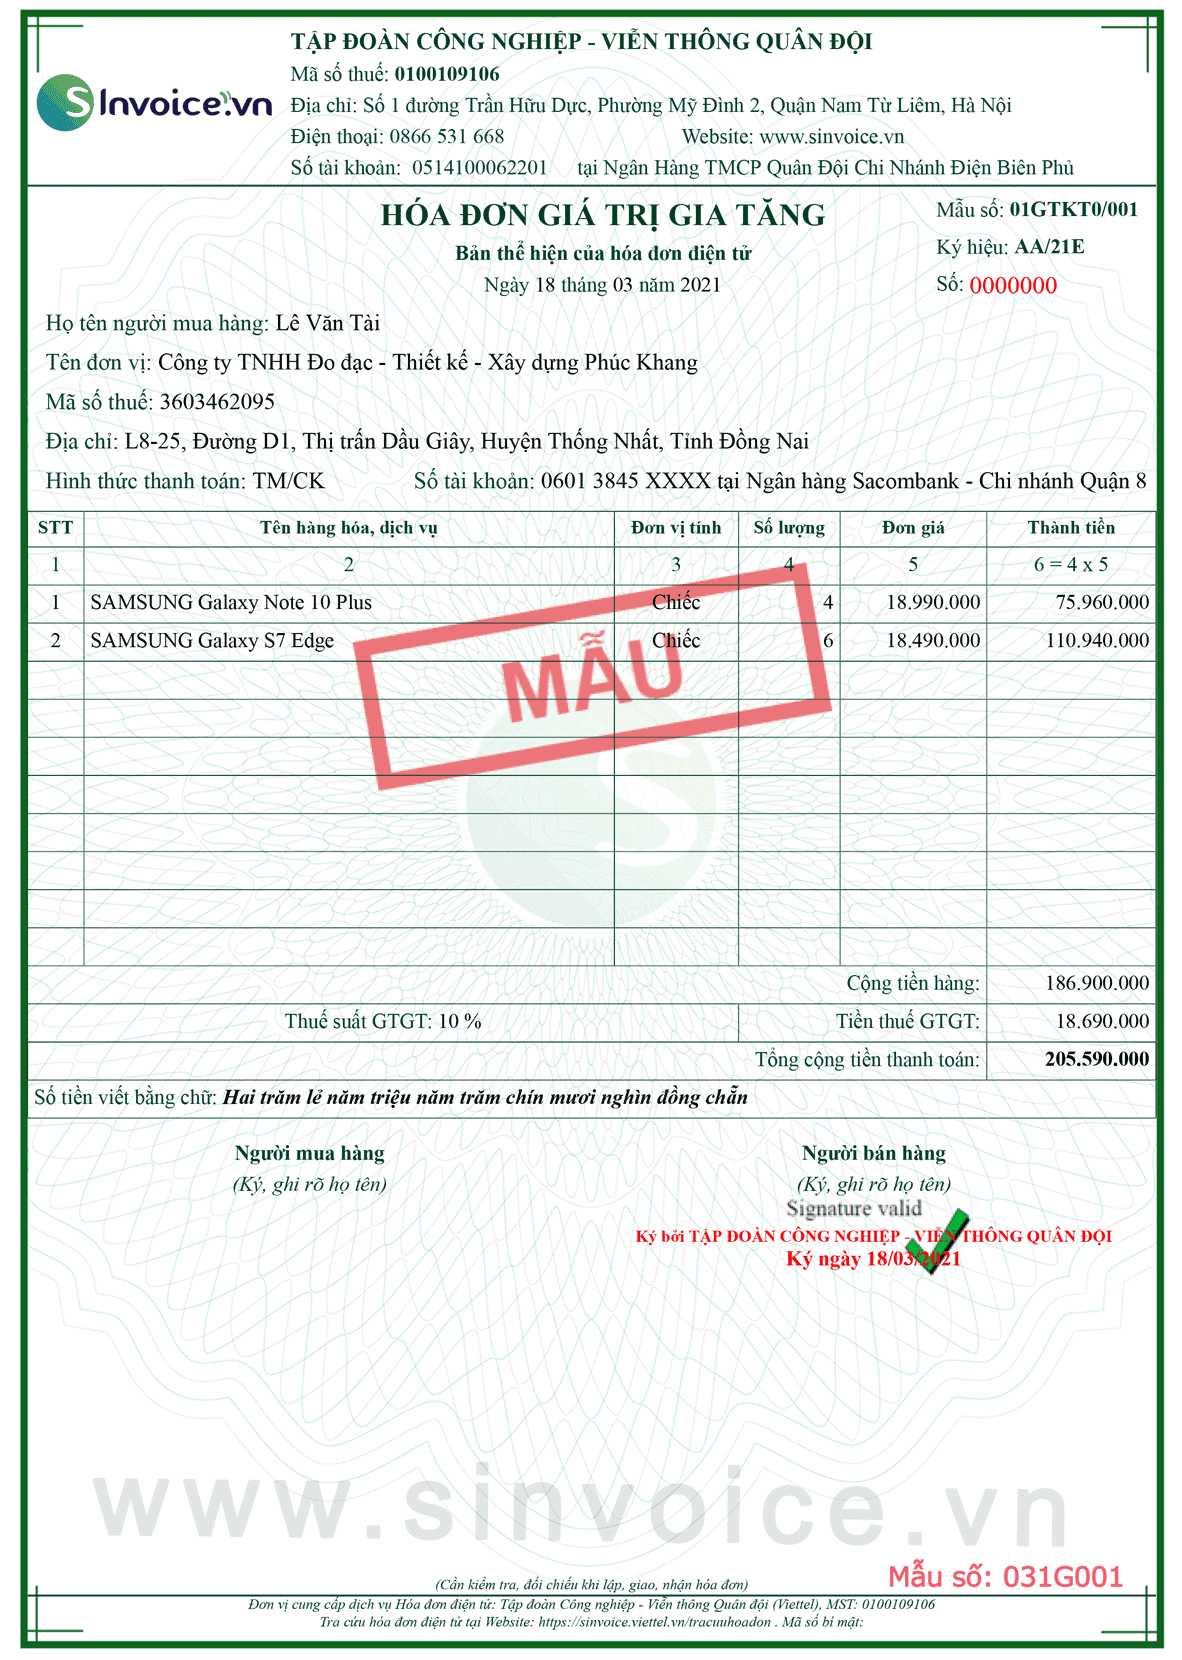 TẬP ĐOÀN CÔNG NGHIỆP - VIỄN THÔNG QUÂN ĐỘI
Mã số thuế: 0100109106
SInvoice.vn
Địa chỉ: Số 1 đường Trần Hữu Dực, Phường Mỹ Đình 2, Quận Nam Từ Liêm, Hà Nội
Điện thoại: 0866 531 668 Website: www.sinvoice.vn
Số tài khoản: 0514100062201 tại Ngân Hàng TMCP Quân Đội Chi Nhánh Điện Biên Phủ
HÓA ĐƠN GIÁ TRỊ GIA TĂNG
Mẫu số: 01GTKT0/001
Bản thể hiện của hóa đơn điện tử
Ký hiệu: AA/21E
Ngày 18 tháng 03 năm 2021
Số: 0000000
Họ tên người mua hàng: Lê Văn Tài
Tên đơn vị: Công ty TNHH Đo đạc - Thiết kế - Xây dựng Phúc Khang
Mã số thuế: 3603462095
Địa chỉ: L8-25, Đường D1, Thị trấn Dầu Giây, Huyện Thống Nhất, Tỉnh Đồng Nai
Hình thức thanh toán: TM/CK Số tài khoản: 0601 3845 XXXX tại Ngân hàng Sacombank - Chi nhánh Quận 8
STT Tên hàng hóa, dịch vụ Đơn vị tính Số lượng Đơn giá Thành tiền
1 2 3 4 5 6 = 4 x 5
1 SAMSUNG Galaxy Note 10 Plus Chiếc 4 18.990.000 75.960.000
2 SAMSUNG Galaxy S7 Edge Chiếc 6 18.490.000 110.940.000
MẪU
S
Cộng tiền hàng: 186.900.000
Thuế suất GTGT: 10 % Tiền thuế GTGT: 18.690.000
Tổng cộng tiền thanh toán: 205.590.000
Số tiền viết bằng chữ: Hai trăm lẻ năm triệu năm trăm chín mươi nghìn đồng chẵn
Người mua hàng Người bán hàng
(Ký, ghi rõ họ tên) (Ký, ghi rõ họ tên)
Signature valid
Ký bởi TẬP ĐOÀN CÔNG NGHIỆP - VIỄN THÔNG QUÂN ĐỘI
Ký ngày 18/03/2021
www.sinvoice.vn
Mẫu số: 031G001
(Cần kiểm tra, đối chiếu khi lập, giao, nhận hóa đơn)
Đơn vị cung cấp dịch vụ Hóa đơn điện tử: Tập đoàn Công nghiệp - Viễn thông Quân đội (Viettel), MST: 0100109106
Tra cứu hóa đơn điện tử tại Website: https://sinvoice.viettel.vn/tracuuhoadon . Mã số bí mật: